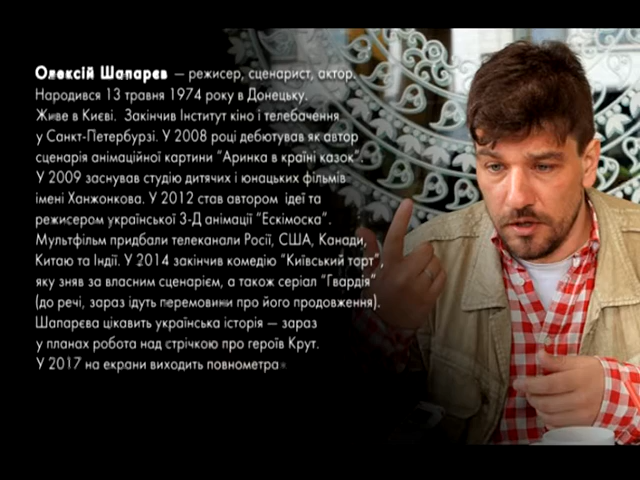 Олексій Шапарєв — режисер, сценарист, актор.
Народився 13 травня 1974 року в Донецьку.
Живе в Києві. Закінчив Інститут кіно і телебачення
у Санкт-Петербурзі. У 2008 році дебютував як автор
сценарія анімаційної картини "Аринка в країні казок".
У 2009 заснував студію дитячих і юнацьких фільмів
імені Ханжонкова. У 2012 став автором ідеї та
режисером української 3-Д анімації "Ескімоска".
Мультфільм придбали телеканали Росії, США, Канади,
Китаю та Індії. У 2014 закінчив комедію "Київський торт",
яку зняв за власним сценарієм, а також серіал "Гвардія"
(до речі, зараз ідуть перемовини про його продовження).
Шапарєва цікавить українська історія — зараз
у планах робота над стрічкою про героїв Крут.
У 2017 на екрани виходить повнометра